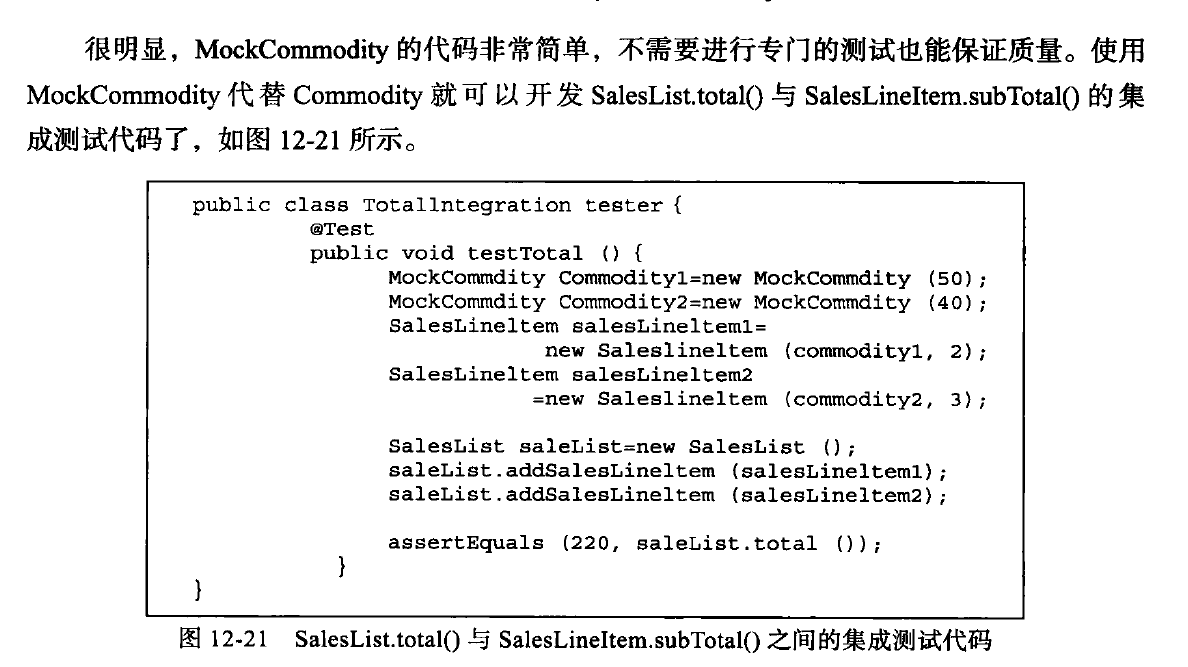 很明显，MockCommodity 的代码非常简单，不需要进行专门的测试也能保证质量。使用
MockCommodity 代替 Commodity 就可以开发 SalesList.total() 与 SalesLineItem.subTotal() 的集
成测试代码了，如图 12-21 所示。
public class TotalIntegration tester {
@Test
public void testTotal () {
MockCommdity Commodity1=new MockCommdity (50);
MockCommdity Commodity2=new MockCommdity (40);
SalesLineltem salesLineltem1=
new Saleslineltem (commodity1, 2);
SalesLineltem salesLineltem2
=new Saleslineltem (commodity2, 3);
SalesList saleList=new SalesList ();
saleList.addSalesLineltem (salesLineltem1);
saleList.addSalesLineltem (salesLineltem2);
assertEquals (220, saleList.total ());
}
}
图 12-21 SalesList.total() 与 SalesLineItem.subTotal() 之间的集成测试代码